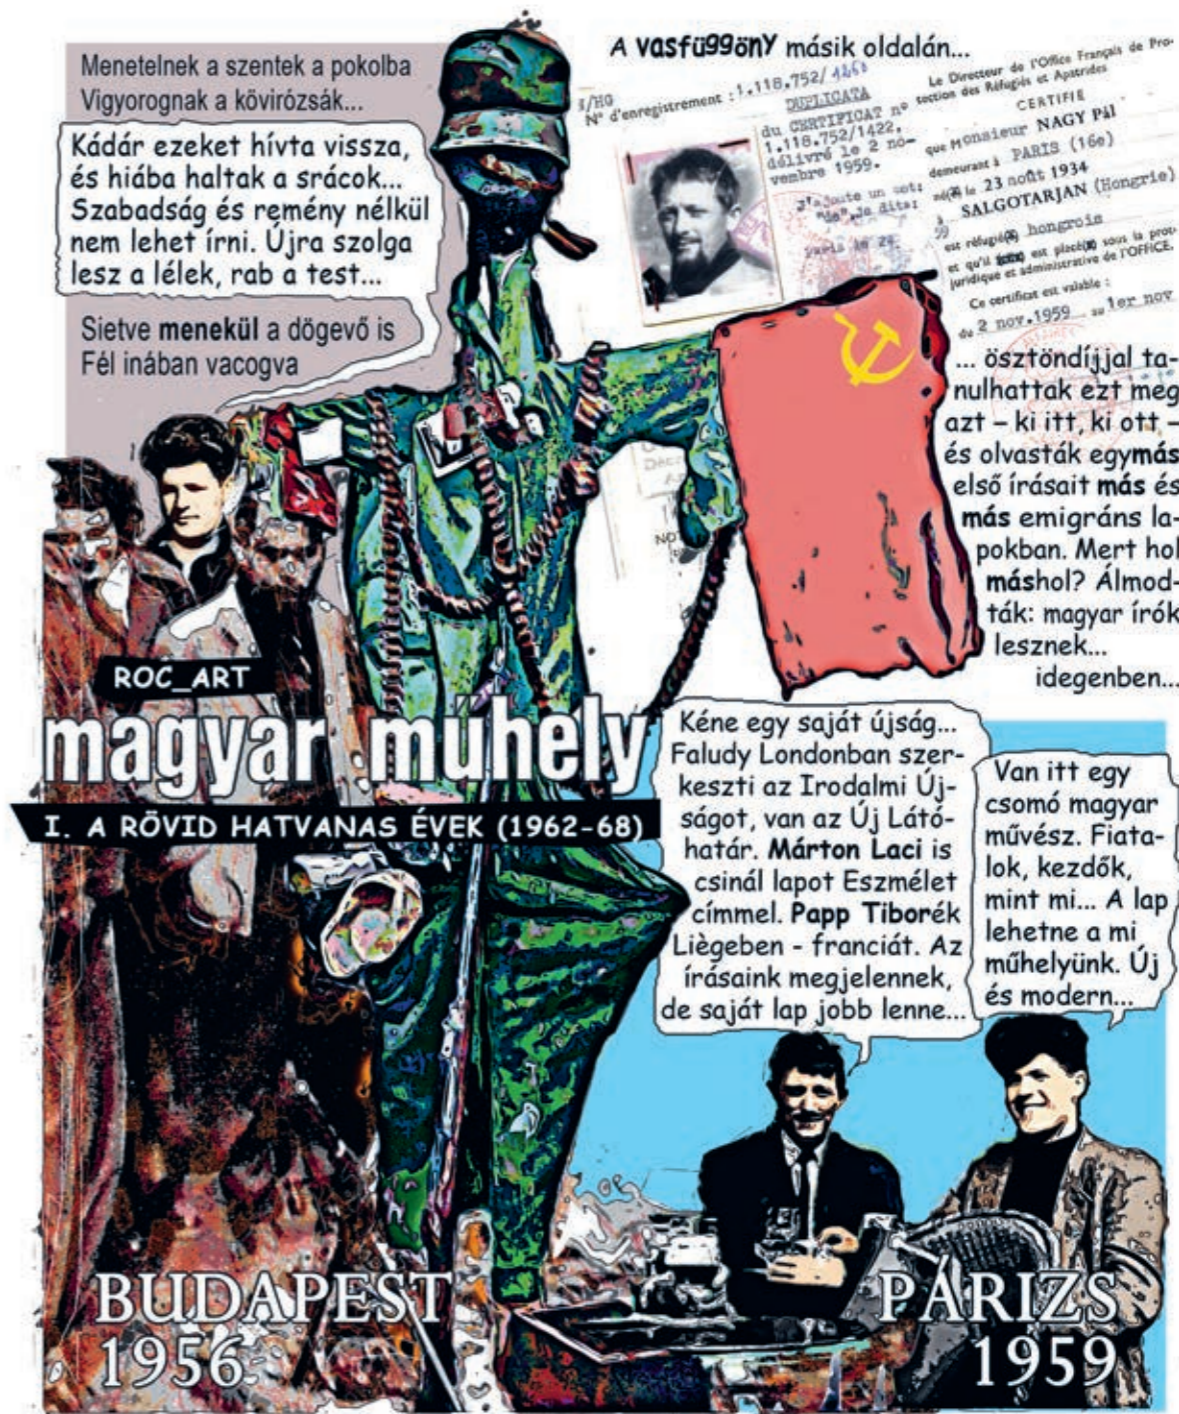 Menetelnek a szentek a pokolba
Vigyorognak a kövirózsák...
Kádár ezeket hívta vissza,
és hiába haltak a srácok...
Szabadság és remény nélkül
nem lehet írni. Újra szolga
lesz a lélek, rab a test...
Sietve menekül a dögevő is
Fél inában vacogva
A vasfüggöny másik oldalán...
N° d'enregistrement : 1.118.752/
DUPLICATA
du CERTIFICAT n°
1.118.752/1422,
délivré le 2 no-
vembre 1959.
Le Directeur de l'Office Français de Pro-
tection des Réfugiés et Apatrides
CERTIFIE
que Monsieur NAGY Pál
demeurant à PARIS (16e)
le 23 août 1934
à SALGOTARJAN (Hongrie)
est réfugié hongrois
et qu'il est placé sous la prot-
juridique et administrative de l'OFFICE.
Ce certificat est valable :
du 2 nov.1959 au 1er nov
... ösztöndíjjal ta-
nulhattak ezt meg
azt – ki itt, ki ott –
és olvasták egymás
első írásait más és
más emigráns la-
pokban. Mert hol
máshol? Álmod-
ták: magyar írók
lesznek...
idegenben...
ROC_ART
magyar műhely
I. A RÖVID HATVANAS ÉVEK (1962-68)
Kéne egy saját újság...
Faludy Londonban szer-
keszti az Irodalmi Új-
ságot, van az Új Látó-
határ. Márton Laci is
csinál lapot Eszmélet
címmel. Papp Tiborék
Liègeben - franciát. Az
írásaink megjelennek,
de saját lap jobb lenne...
Van itt egy
csomó magyar
művész. Fiata-
lok, kezdők,
mint mi... A lap
lehetne a mi
műhelyünk. Új
és modern...
BUDAPEST
1956
PÁRIZS
1959